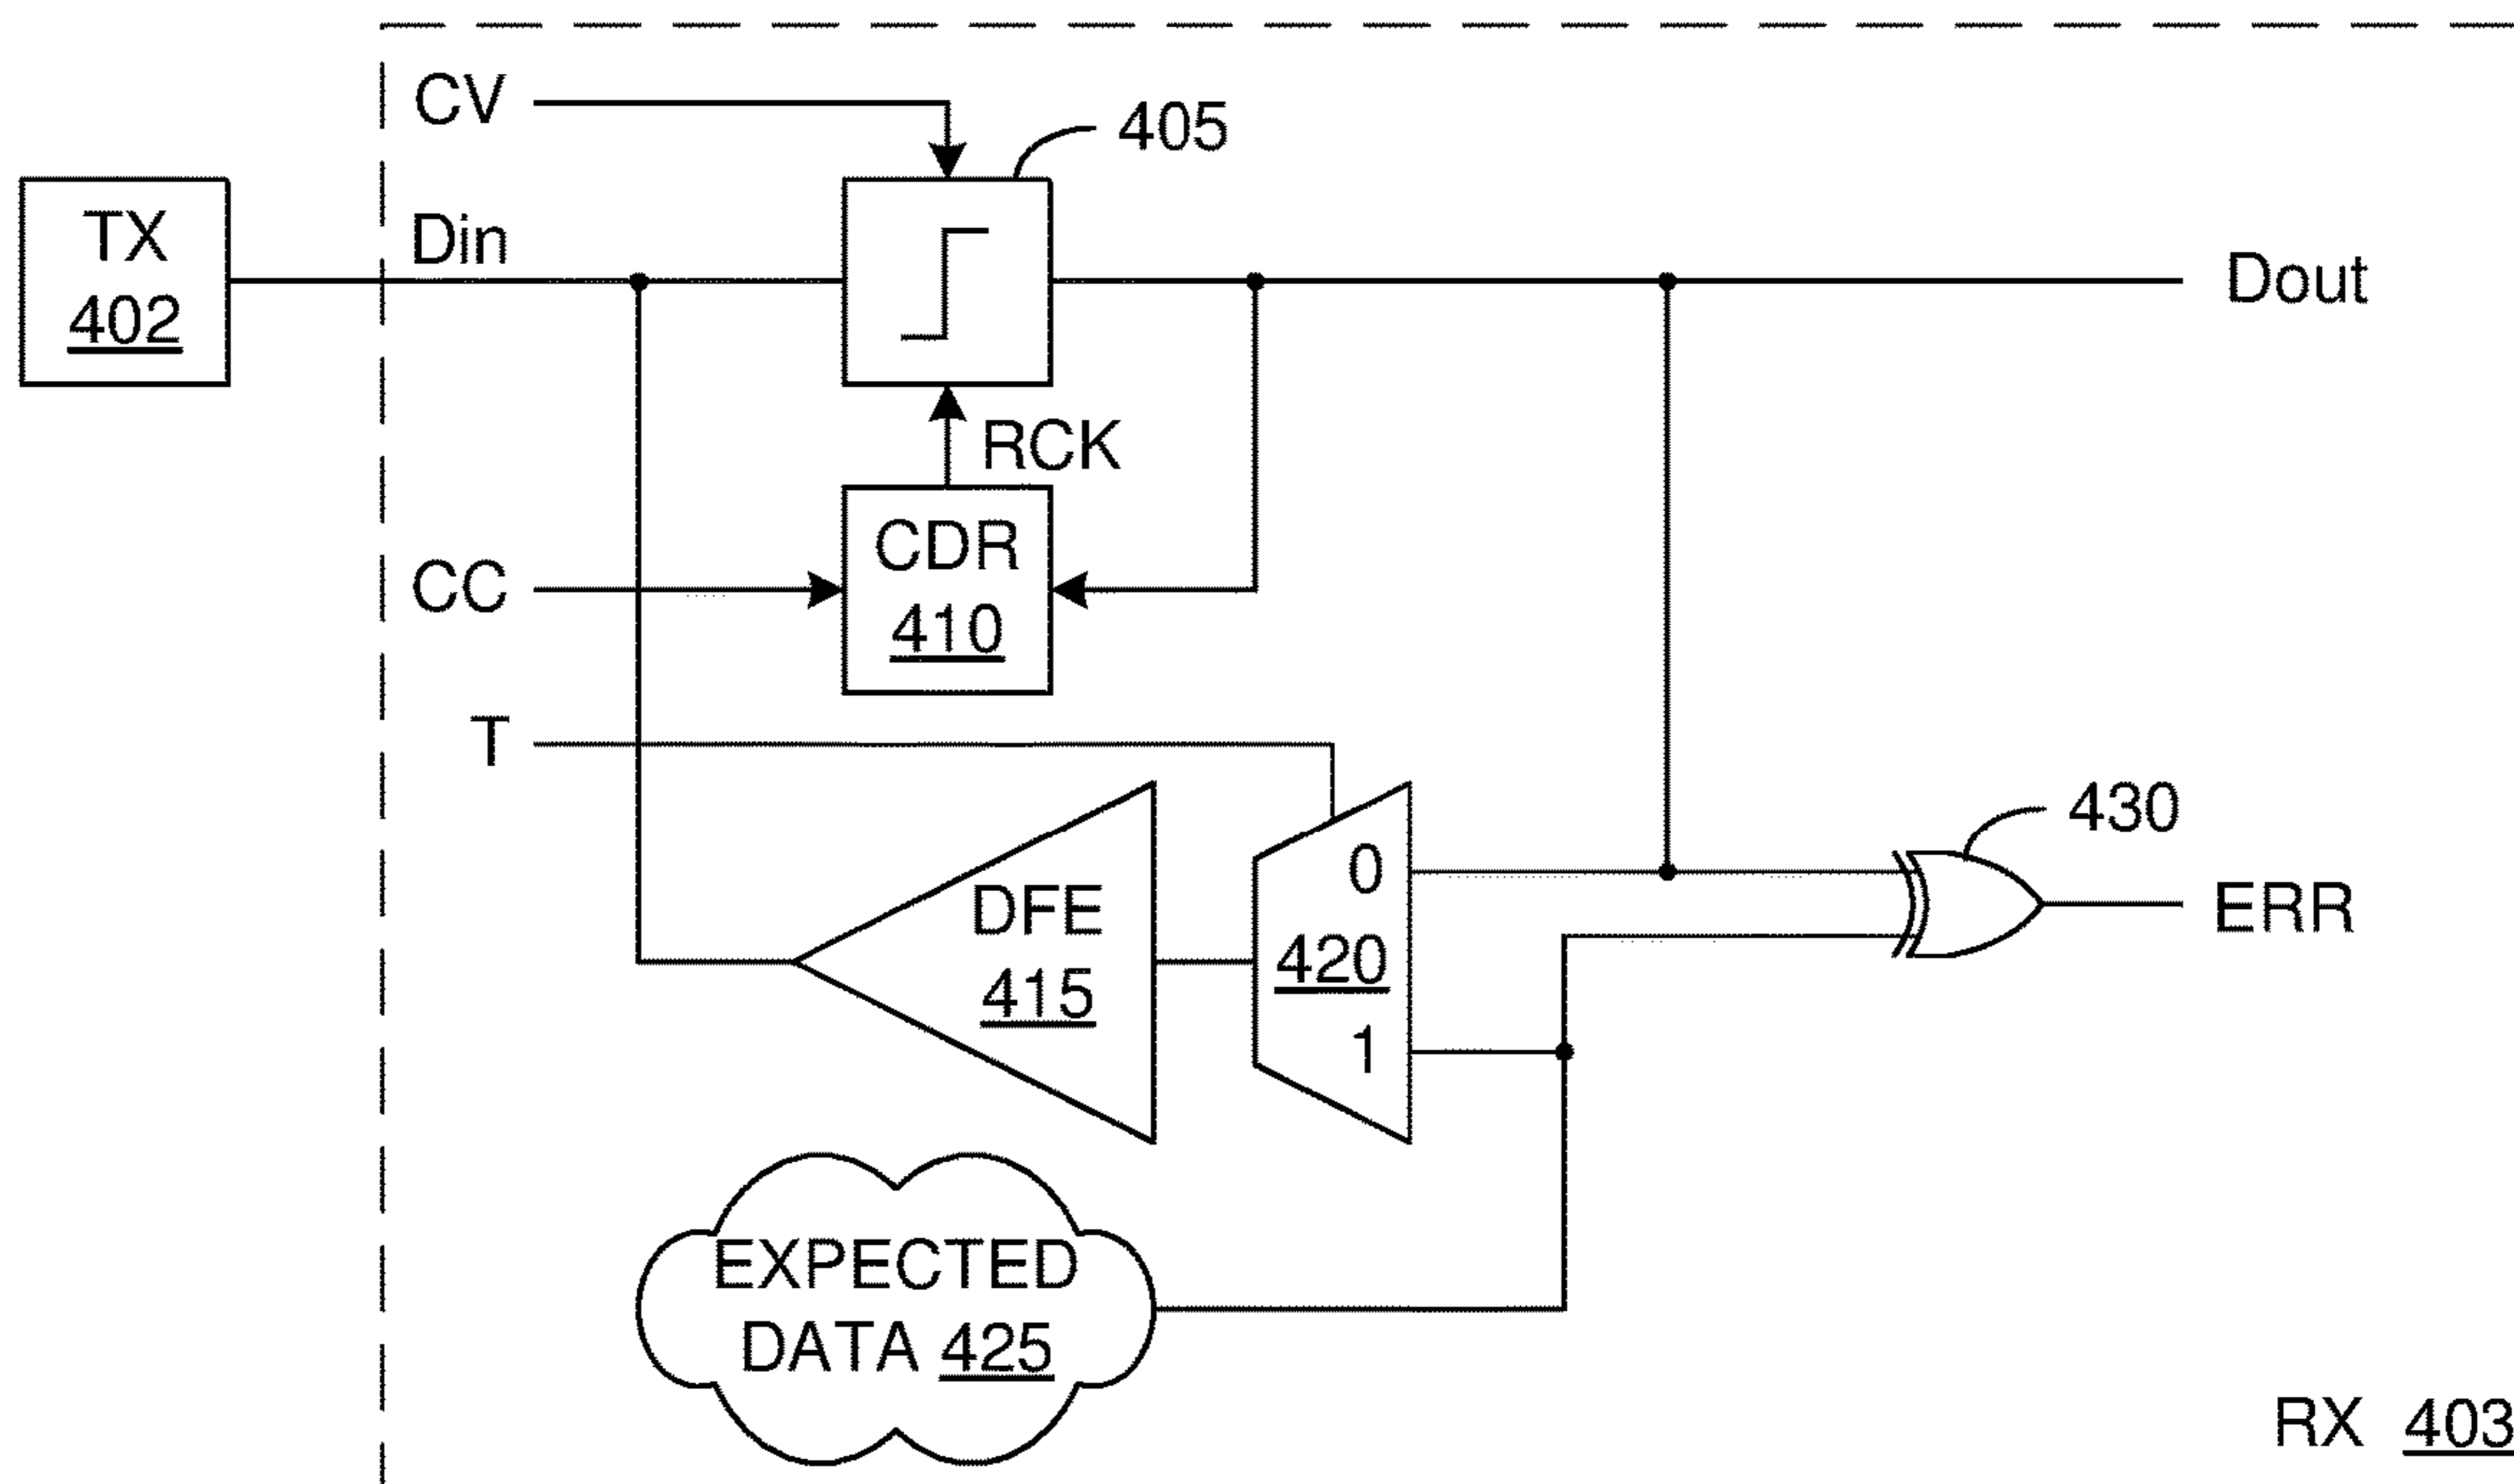 CV
405
TX
402
Din
Dout
RCK
CC
CDR
410
T
430
DFE
415
0
420
1
ERR
EXPECTED
DATA 425
RX 403